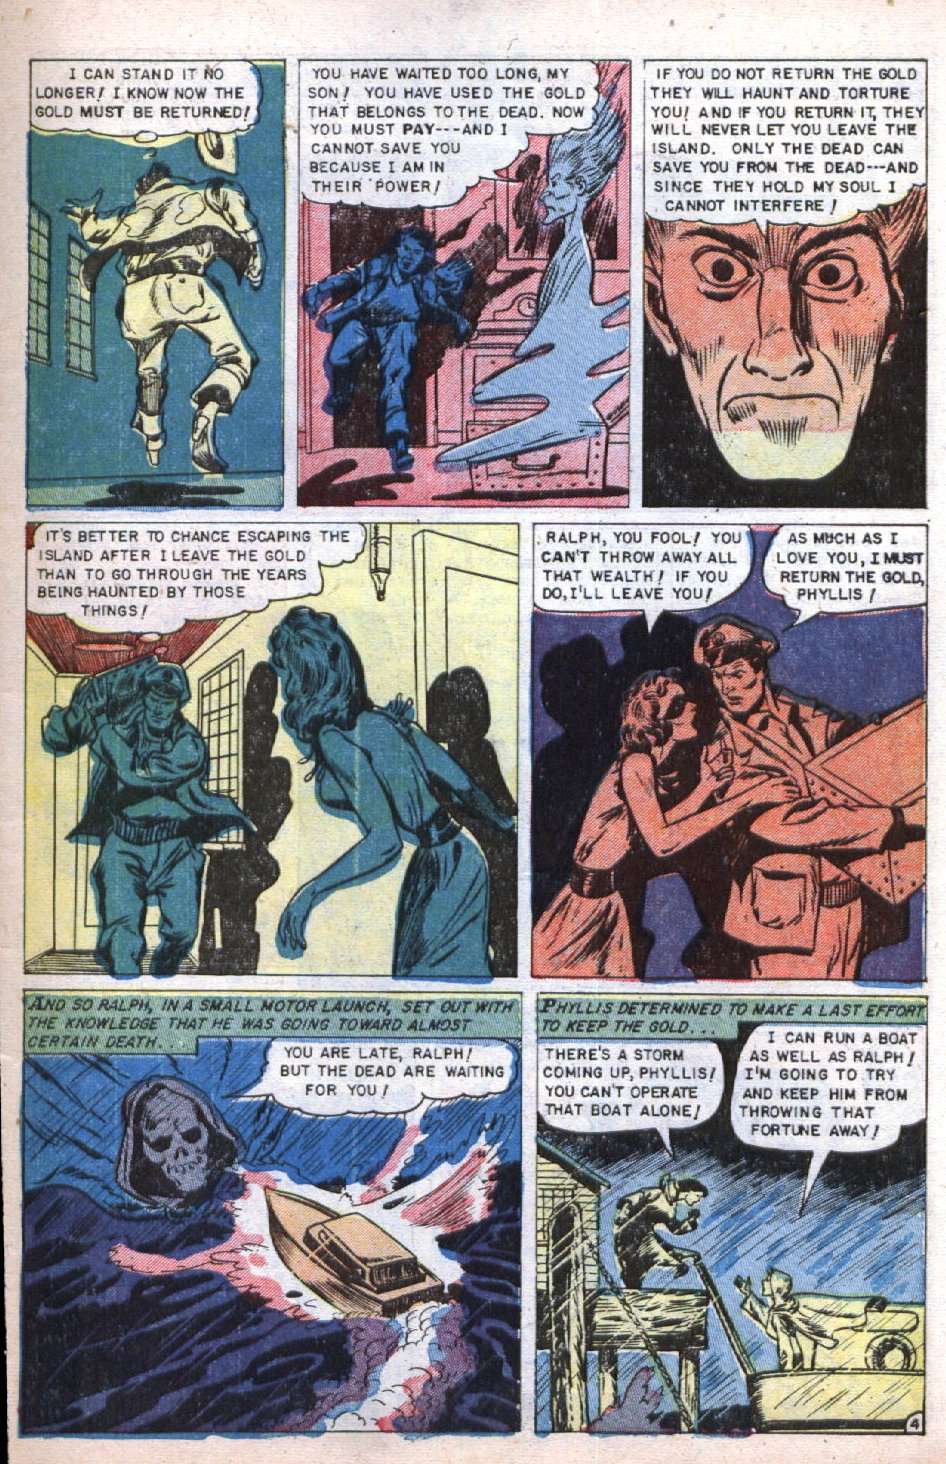 I CAN STAND IT NO
LONGER! I KNOW NOW THE
GOLD MUST BE RETURNED!
YOU HAVE WAITED TOO LONG, MY
SON! YOU HAVE USED THE GOLD
THAT BELONGS TO THE DEAD. NOW
YOU MUST PAY---AND I
CANNOT SAVE YOU
BECAUSE I AM IN
THEIR POWER!
IF YOU DO NOT RETURN THE GOLD
THEY WILL HAUNT AND TORTURE
YOU! AND IF YOU RETURN IT, THEY
WILL NEVER LET YOU LEAVE THE
ISLAND. ONLY THE DEAD CAN
SAVE YOU FROM THE DEAD---AND
SINCE THEY HOLD MY SOUL I
CANNOT INTERFERE!
IT'S BETTER TO CHANCE ESCAPING THE
ISLAND AFTER I LEAVE THE GOLD
THAN TO GO THROUGH THE YEARS
BEING HAUNTED BY THOSE
THINGS!
RALPH, YOU FOOL! YOU
CAN'T THROW AWAY ALL
THAT WEALTH! IF YOU
DO, I'LL LEAVE YOU!
AS MUCH AS I
LOVE YOU, I MUST
RETURN THE GOLD,
PHYLLIS!
AND SO RALPH, IN A SMALL MOTOR LAUNCH, SET OUT WITH
THE KNOWLEDGE THAT HE WAS GOING TOWARD ALMOST
CERTAIN DEATH...
YOU ARE LATE, RALPH!
BUT THE DEAD ARE WAITING
FOR YOU!
PHYLLIS DETERMINED TO MAKE A LAST EFFORT
TO KEEP THE GOLD...
THERE'S A STORM
COMING UP, PHYLLIS!
YOU CAN'T OPERATE
THAT BOAT ALONE!
I CAN RUN A BOAT
AS WELL AS RALPH!
I'M GOING TO TRY
AND KEEP HIM FROM
THROWING THAT
FORTUNE AWAY!
4